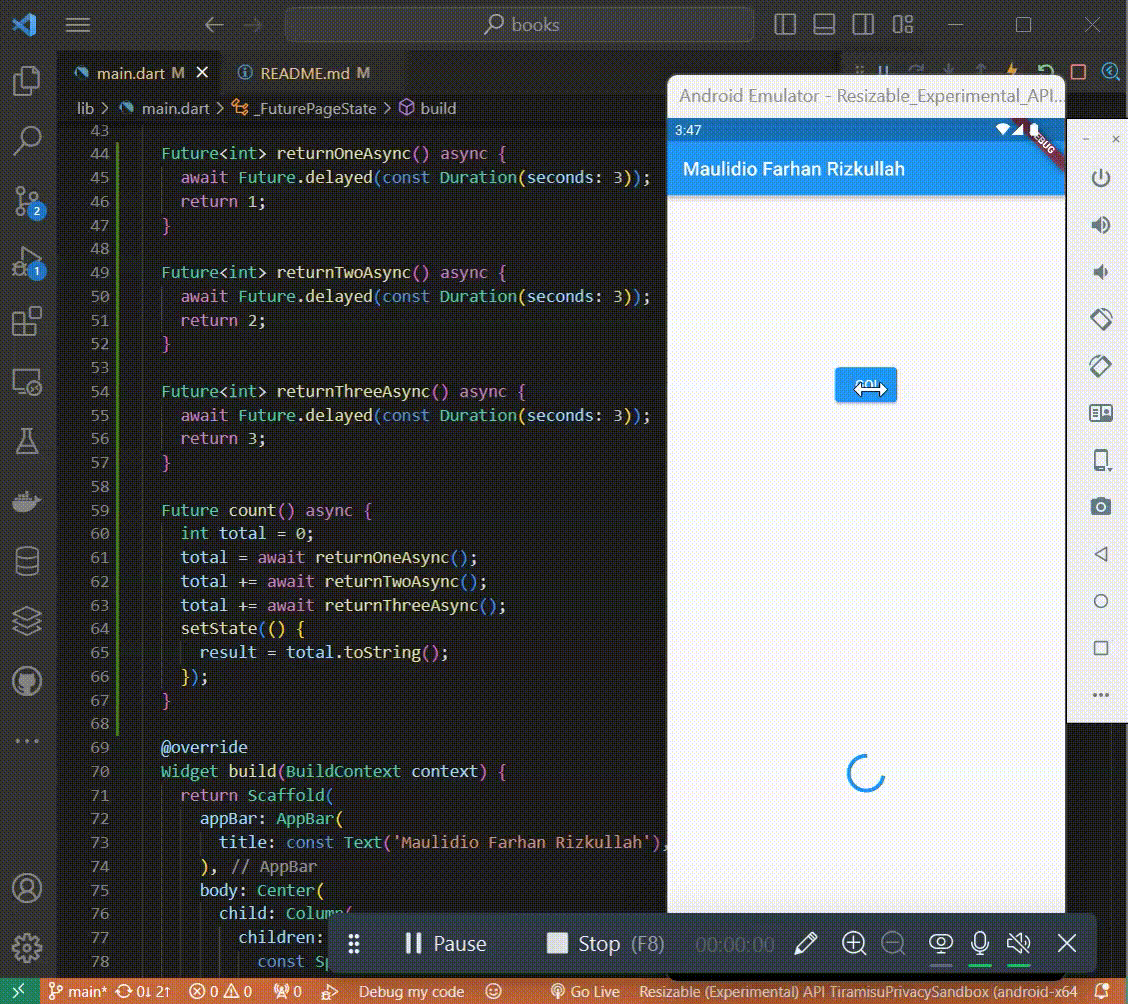 books
main.dart M
README.md M
lib > main.dart > _FuturePageState > build
43
44 Future<int> returnOneAsync() async {
45 await Future.delayed(const Duration(seconds: 3));
46 return 1;
47 }
48
49 Future<int> returnTwoAsync() async {
50 await Future.delayed(const Duration(seconds: 3));
51 return 2;
52 }
53
54 Future<int> returnThreeAsync() async {
55 await Future.delayed(const Duration(seconds: 3));
56 return 3;
57 }
58
59 Future count() async {
60 int total = 0;
61 total = await returnOneAsync();
62 total += await returnTwoAsync();
63 total += await returnThreeAsync();
64 setState(() {
65 result = total.toString();
66 });
67 }
68
69 @override
70 Widget build(BuildContext context) {
71 return Scaffold(
72 appBar: AppBar(
73 title: const Text('Maulidio Farhan Rizkullah'),
74 ), // AppBar
75 body: Center(
76 child: Column(
77 children:
78 const Sp
2
1
Android Emulator - Resizable_Experimental_API...
3:47
DEBUG
Maulidio Farhan Rizkullah
Pause
Stop (F8)
00:00:00
main* 0↓ 2↑ 0 0 0 Debug my code Go Live Resizable (Experimental) API TiramisuPrivacySandbox (android-x64